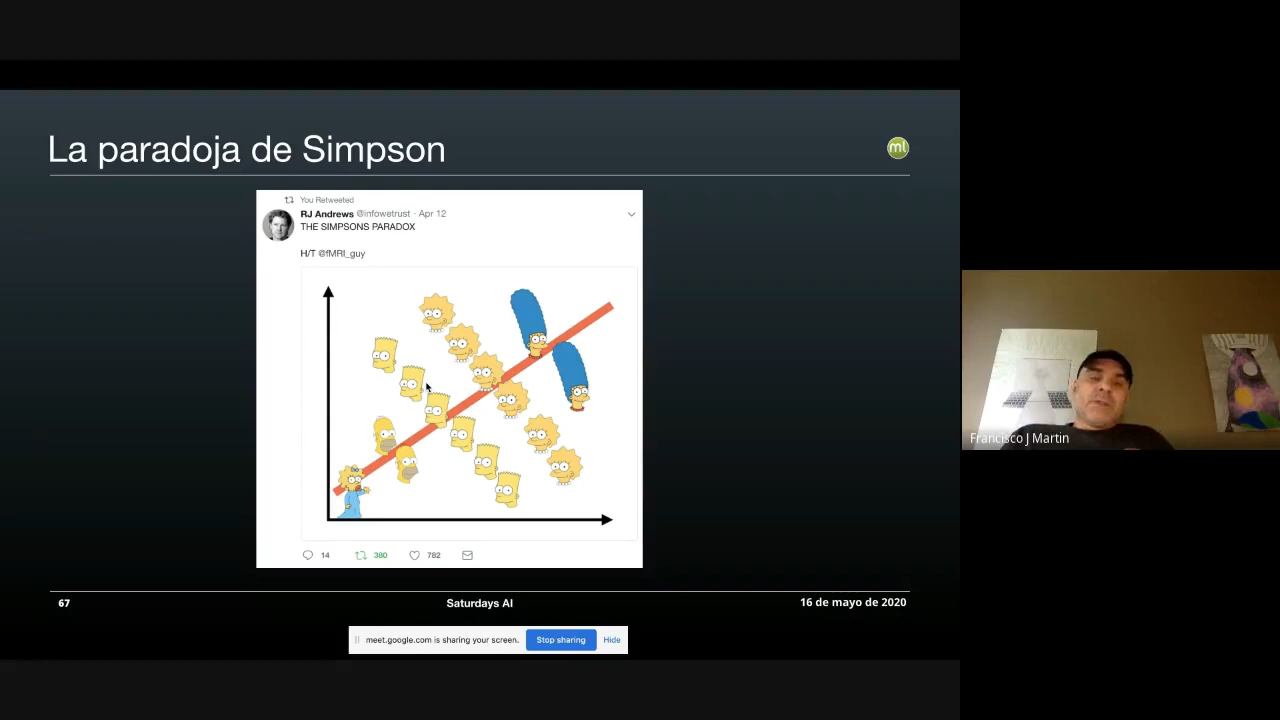 La paradoja de Simpson
ml
You Retweeted
RJ Andrews @infowetrust · Apr 12
THE SIMPSONS PARADOX
H/T @fMRI_guy
14 380 782
67 Saturdays AI 16 de mayo de 2020
meet.google.com is sharing your screen. Stop sharing Hide
Francisco J Martin